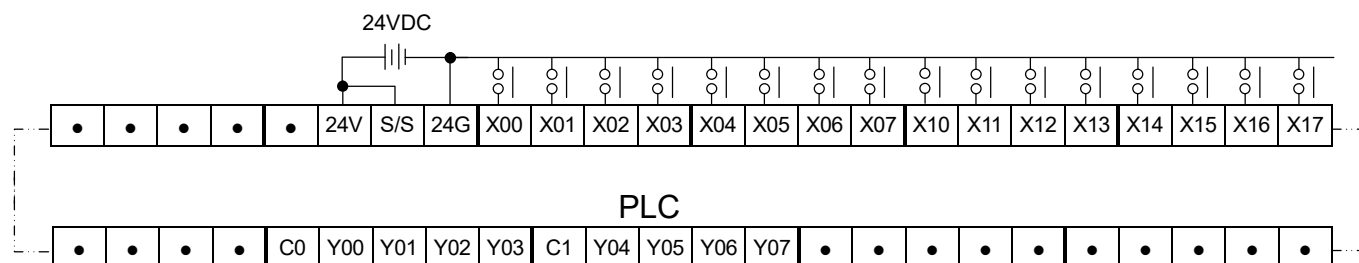 24VDC
• • • • • 24V S/S 24G X00 X01 X02 X03 X04 X05 X06 X07 X10 X11 X12 X13 X14 X15 X16 X17
PLC
• • • • C0 Y00 Y01 Y02 Y03 C1 Y04 Y05 Y06 Y07 • • • • • • • • • •